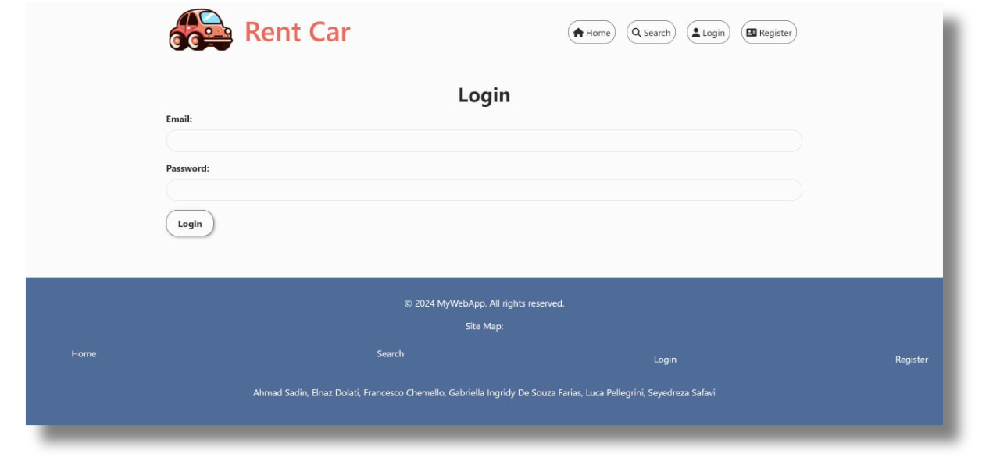 Rent Car
Home Search Login Register
Login
Email:
Password:
Login
© 2024 MyWebApp. All rights reserved.
Site Map:
Home Search Login Register
Ahmad Sadin, Elnaz Dolati, Francesco Chemello, Gabriella Ingridy De Souza Farias, Luca Pellegrini, Seyedreza Safavi